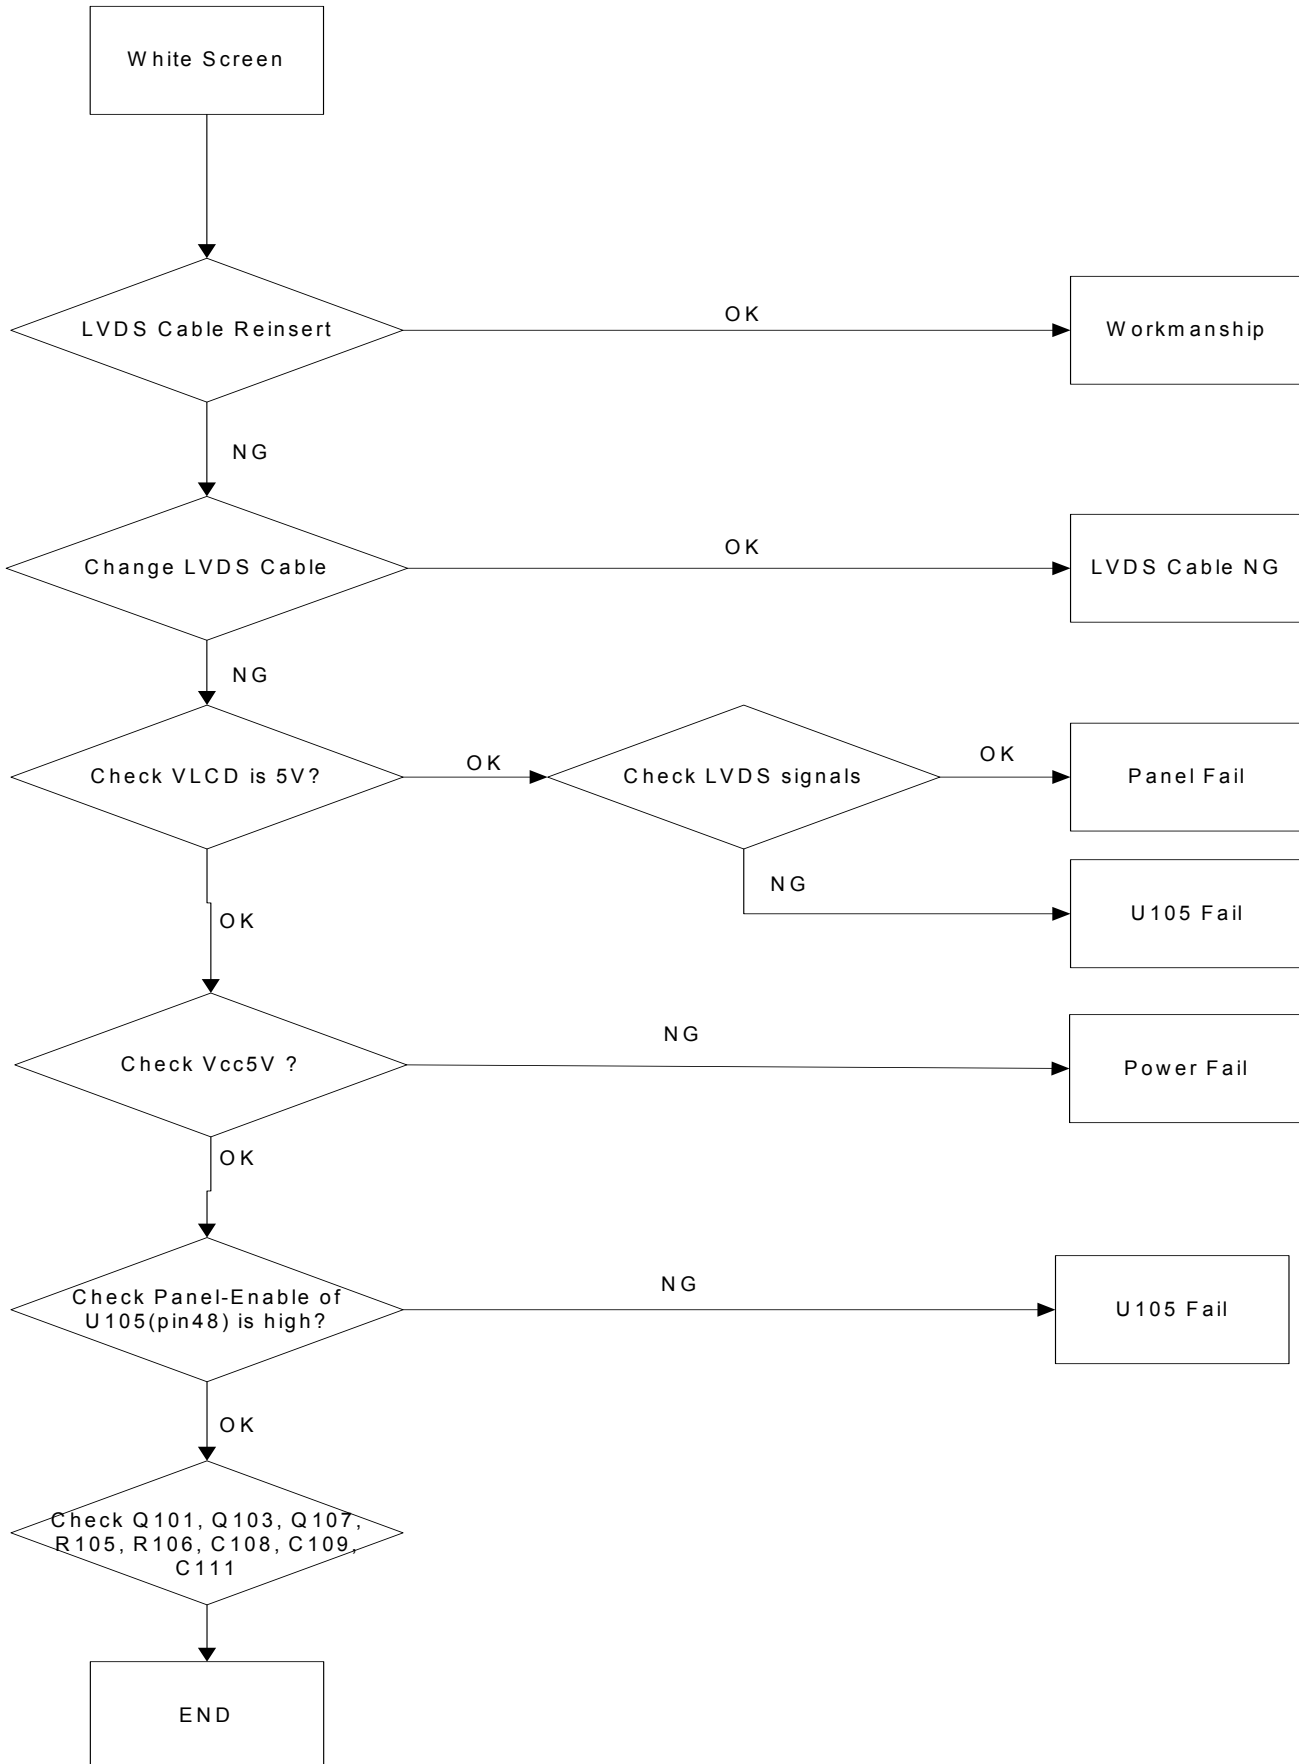 White Screen
LVDS Cable Reinsert
OK
Workmanship
NG
Change LVDS Cable
OK
LVDS Cable NG
NG
Check VLCD is 5V?
OK
Check LVDS signals
OK
Panel Fail
NG
U105 Fail
OK
Check Vcc5V ?
NG
Power Fail
OK
Check Panel-Enable of
U105(pin48) is high?
NG
U105 Fail
OK
Check Q101, Q103, Q107,
R105, R106, C108, C109,
C111
END